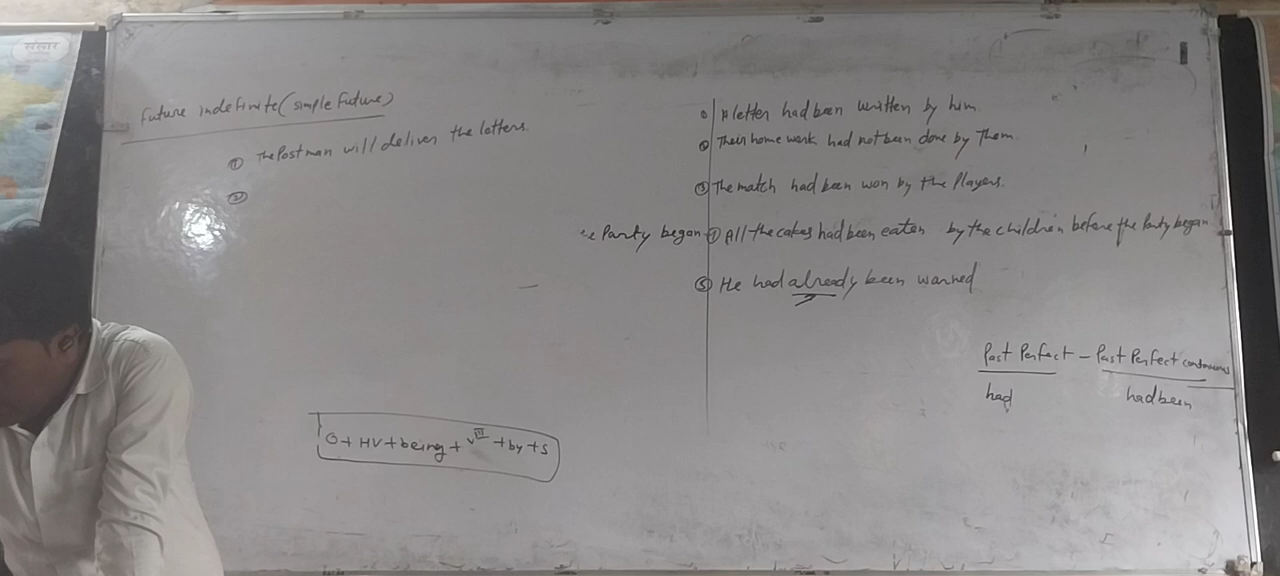 Future indefinite (simple Future)
① The Postman will deliver the letters.
②
① A letter had been written by him.
② Their home work had not been done by Them.
③ The match had been won by the Players.
Party began ④ All the cakes had been eaten by the children before the Party began
⑤ He had already been warned
Past Perfect - Past Perfect continuous
had had been
O + HV + being + V III + by + S